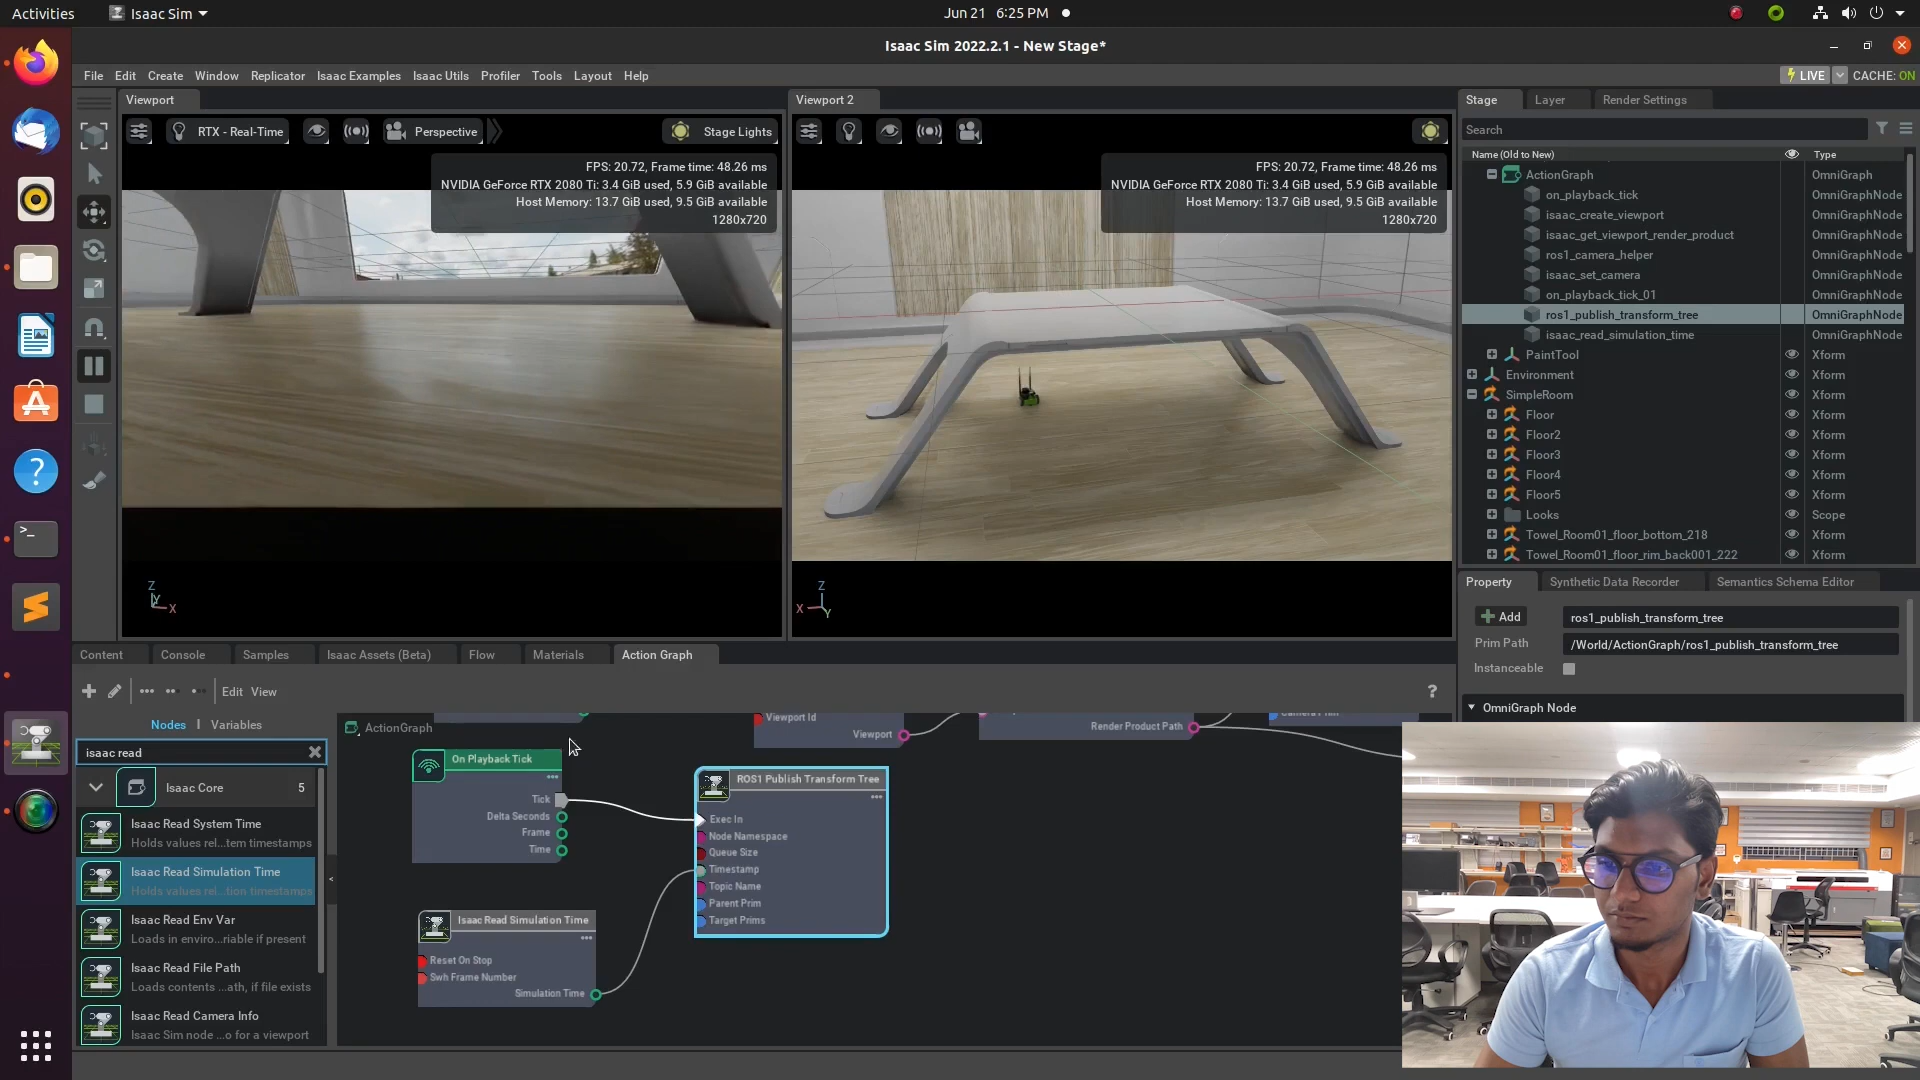 Activities
Isaac Sim
Jun 21 6:25 PM
Isaac Sim 2022.2.1 - New Stage*
File Edit Create Window Replicator Isaac Examples Isaac Utils Profiler Tools Layout Help
LIVE
CACHE: ON
Viewport
RTX - Real-Time
Perspective
Stage Lights
FPS: 20.72, Frame time: 48.26 ms
NVIDIA GeForce RTX 2080 Ti: 3.4 GiB used, 5.9 GiB available
Host Memory: 13.7 GiB used, 9.5 GiB available
1280x720
Z
Y
X
Viewport 2
FPS: 20.72, Frame time: 48.26 ms
NVIDIA GeForce RTX 2080 Ti: 3.4 GiB used, 5.9 GiB available
Host Memory: 13.7 GiB used, 9.5 GiB available
1280x720
Z
X
Y
Stage Layer Render Settings
Search
Name (Old to New) Type
ActionGraph OmniGraph
on_playback_tick OmniGraphNode
isaac_create_viewport OmniGraphNode
isaac_get_viewport_render_product OmniGraphNode
ros1_camera_helper OmniGraphNode
isaac_set_camera OmniGraphNode
on_playback_tick_01 OmniGraphNode
ros1_publish_transform_tree OmniGraphNode
isaac_read_simulation_time OmniGraphNode
PaintTool Xform
Environment Xform
SimpleRoom Xform
Floor Xform
Floor2 Xform
Floor3 Xform
Floor4 Xform
Floor5 Xform
Looks Scope
Towel_Room01_floor_bottom_218 Xform
Towel_Room01_floor_rim_back001_222 Xform
Property Synthetic Data Recorder Semantics Schema Editor
Add ros1_publish_transform_tree
Prim Path /World/ActionGraph/ros1_publish_transform_tree
Instanceable
OmniGraph Node
Content Console Samples Isaac Assets (Beta) Flow Materials Action Graph
Edit View
?
Nodes | Variables
isaac read
Isaac Core 5
Isaac Read System Time
Holds values rel...tem timestamps
Isaac Read Simulation Time
Holds values rel...tion timestamps
Isaac Read Env Var
Loads in enviro...riable if present
Isaac Read File Path
Loads contents ...ath, if file exists
Isaac Read Camera Info
Isaac Sim node ...o for a viewport
<
ActionGraph
Viewport Id
Viewport
Render Product Path
On Playback Tick
Tick
Delta Seconds
Frame
Time
ROS1 Publish Transform Tree
Exec In
Node Namespace
Queue Size
Timestamp
Topic Name
Parent Prim
Target Prims
Isaac Read Simulation Time
Reset On Stop
Swh Frame Number
Simulation Time